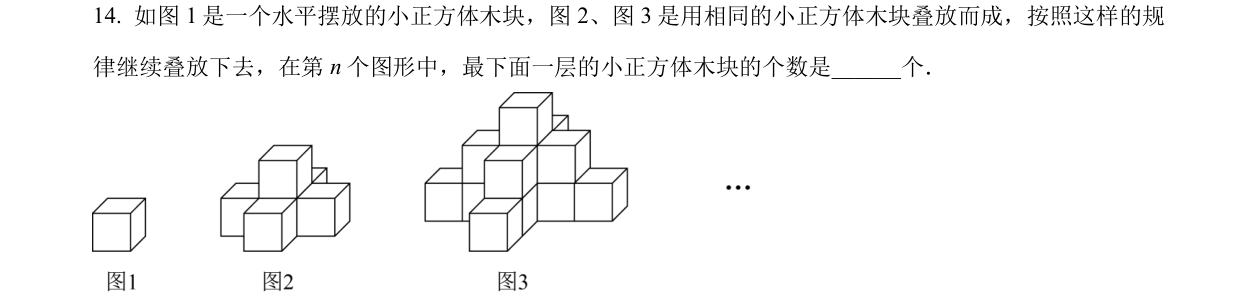 14. 如图 1 是一个水平摆放的小正方体木块，图 2、图 3 是用相同的小正方体木块叠放而成，按照这样的规
律继续叠放下去，在第 n 个图形中，最下面一层的小正方体木块的个数是______个．
…
图1 图2 图3